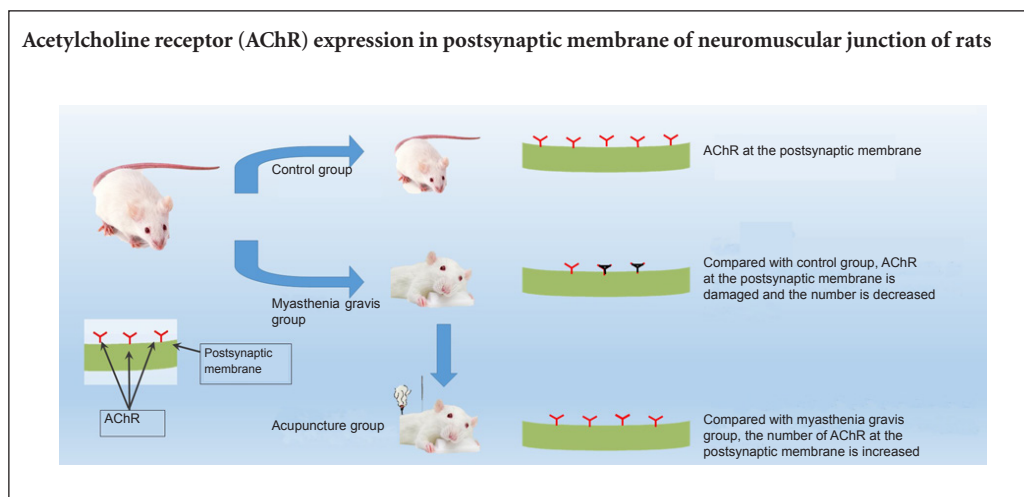 Acetylcholine receptor (AChR) expression in postsynaptic membrane of neuromuscular junction of rats
Control group
AChR at the postsynaptic membrane
Myasthenia gravis
group
Compared with control group, AChR
at the postsynaptic membrane is
damaged and the number is decreased
Postsynaptic
membrane
AChR
Acupuncture group
Compared with myasthenia gravis
group, the number of AChR at the
postsynaptic membrane is increased